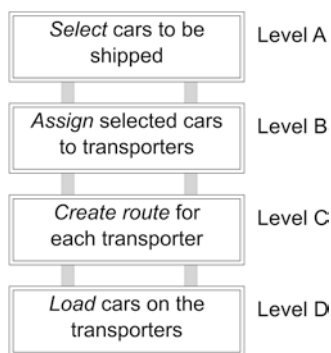 Select cars to be
shipped
Level A
Assign selected cars
to transporters
Level B
Create route for
each transporter
Level C
Load cars on the
transporters
Level D